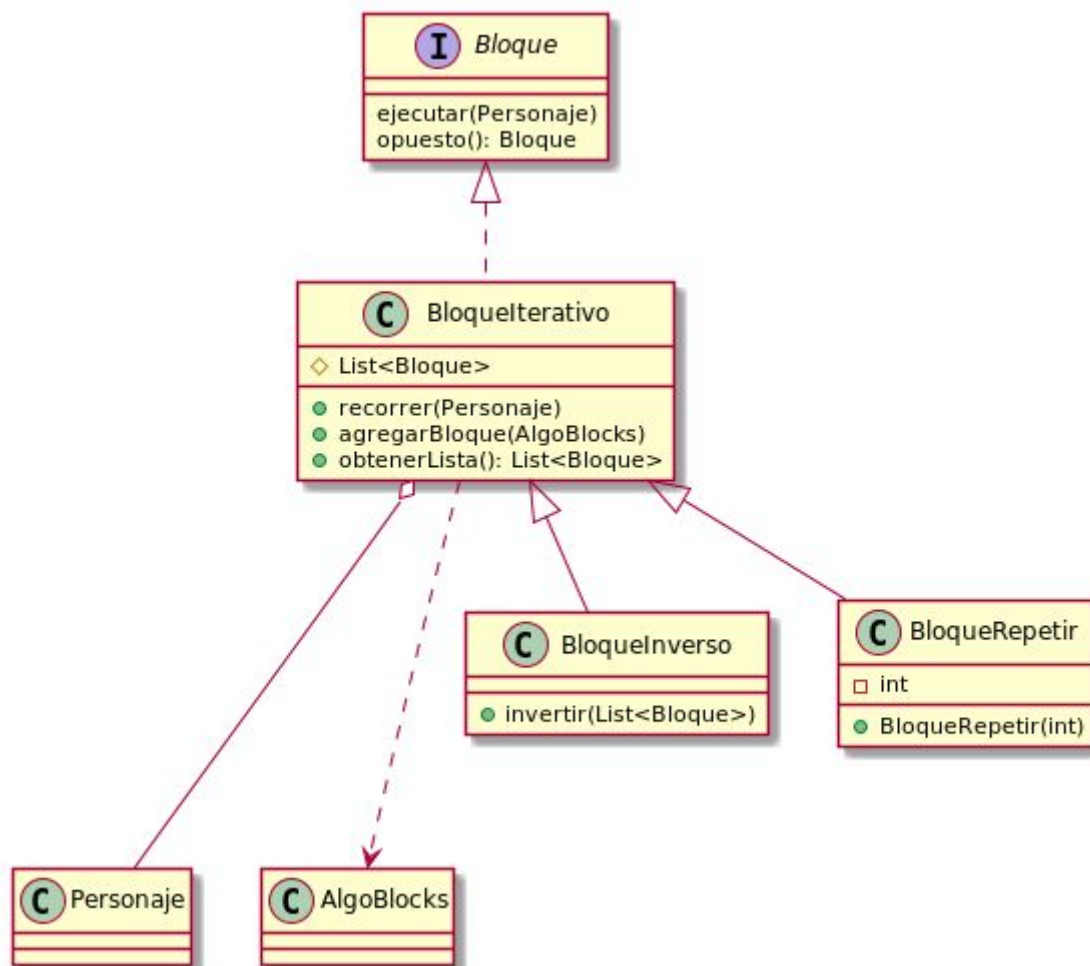 I Bloque
ejecutar(Personaje)
opuesto(): Bloque
C BloqueIterativo
List<Bloque>
recorrer(Personaje)
agregarBloque(AlgoBlocks)
obtenerLista(): List<Bloque>
C BloqueInverso
invertir(List<Bloque>)
C BloqueRepetir
int
BloqueRepetir(int)
C Personaje
C AlgoBlocks